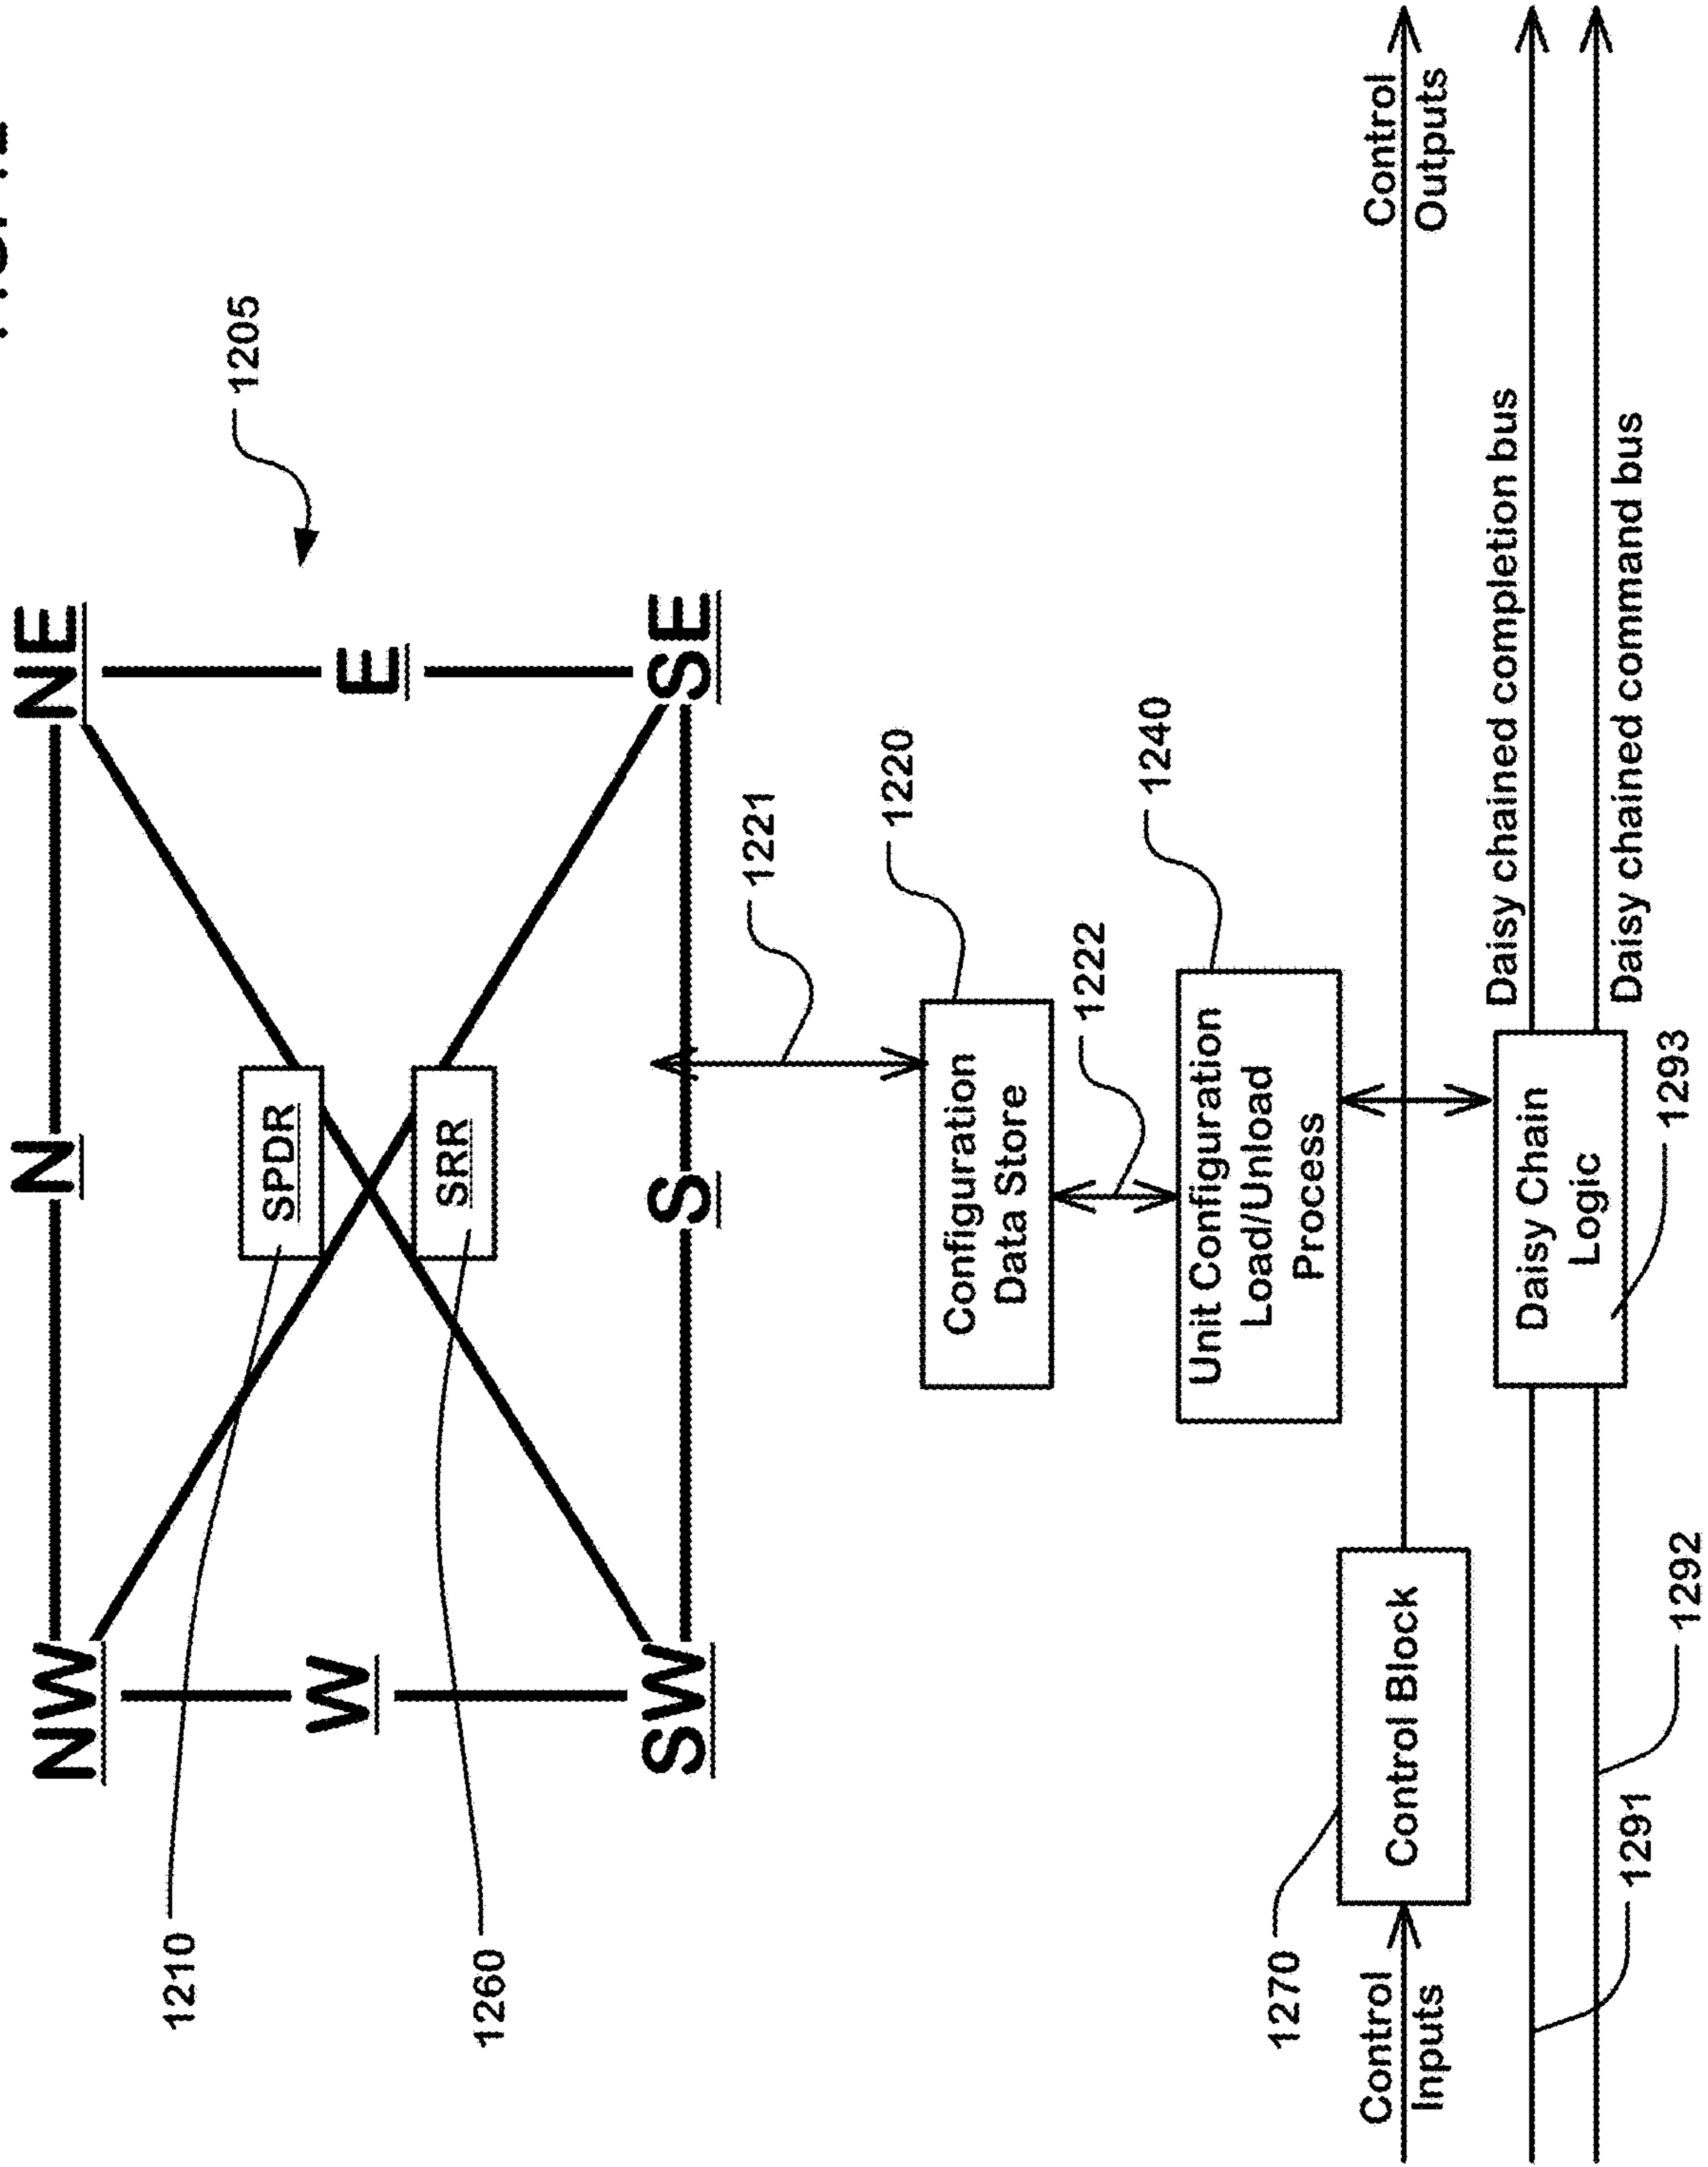 1205
NW
N
NE
1210
SPDR
W
E
1260
SRR
SW
S
SE
1221
Configuration
Data Store
1220
1222
Unit Configuration
Load/Unload
Process
1240
1270
Control
Inputs
Control Block
Control
Outputs
Daisy chained completion bus
Daisy Chain
Logic
Daisy chained command bus
1291
1292
1293